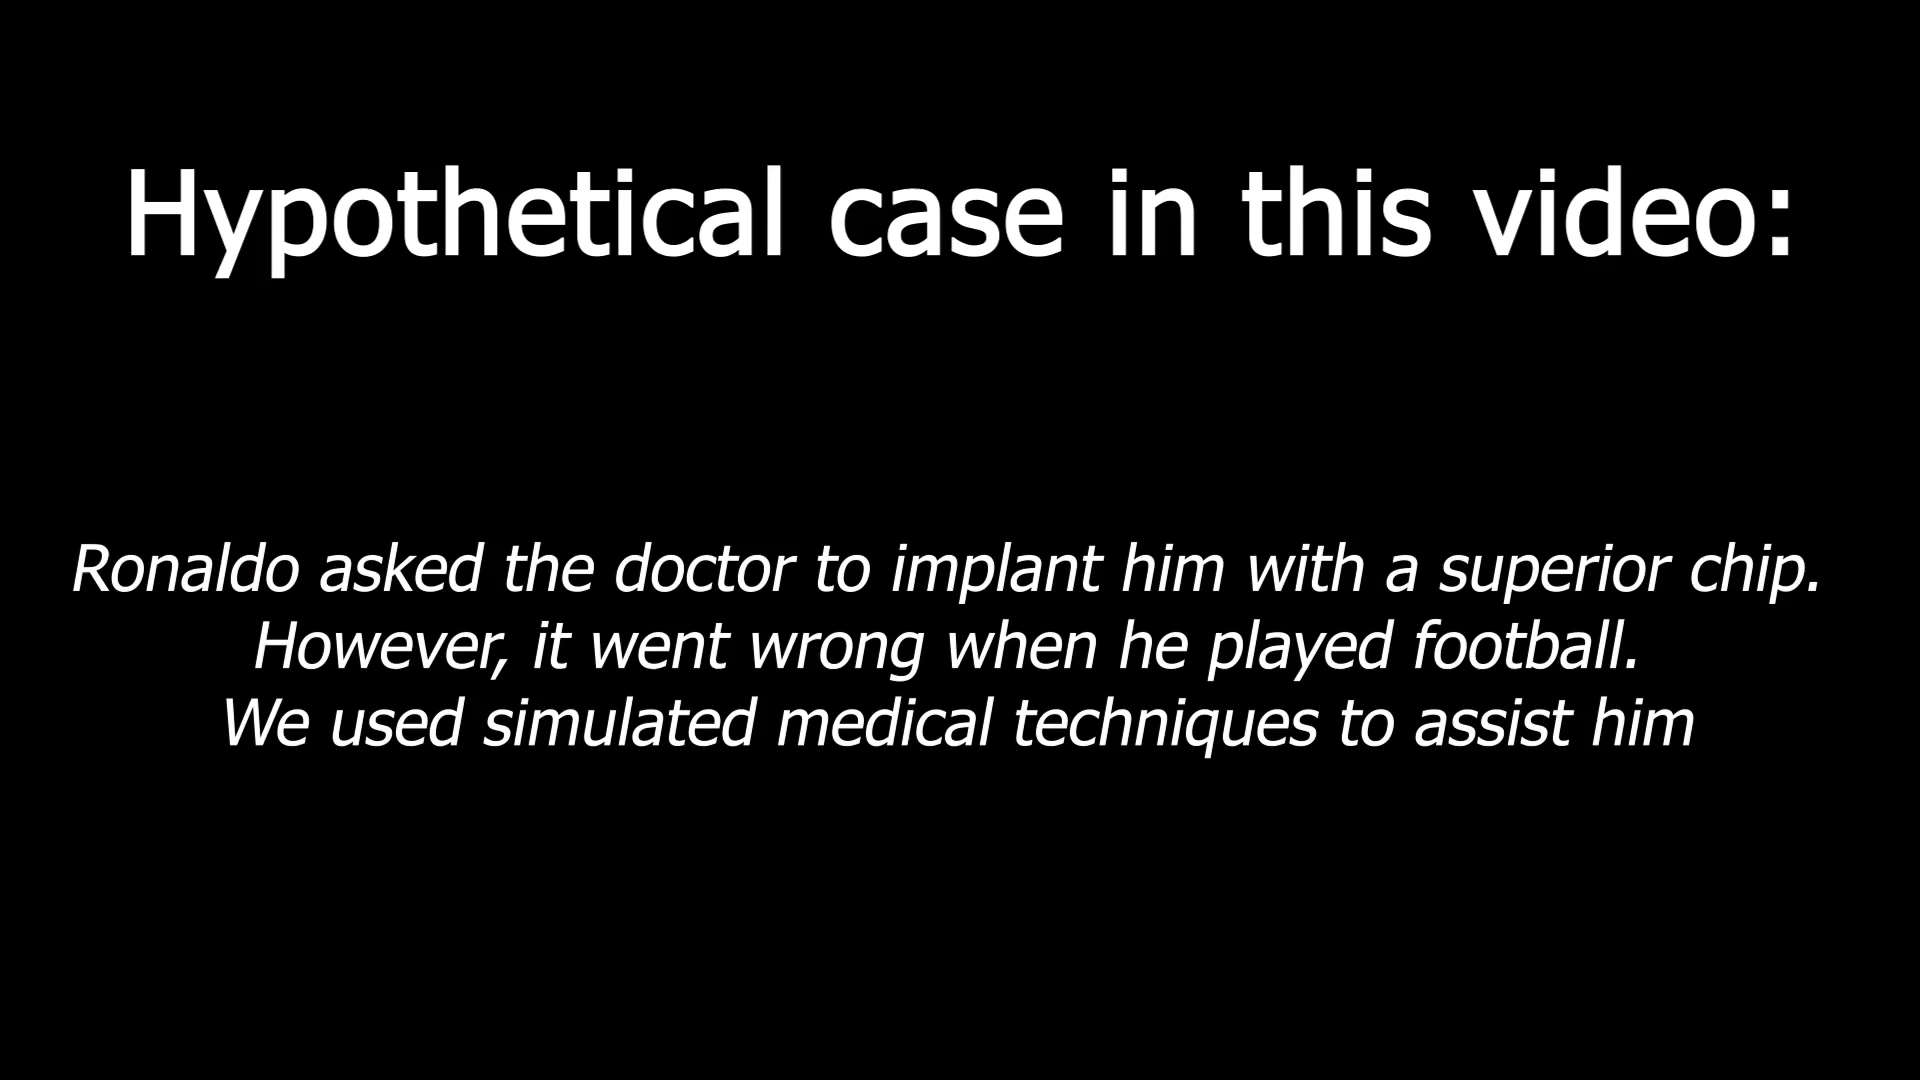 Hypothetical case in this video:
Ronaldo asked the doctor to implant him with a superior chip.
However, it went wrong when he played football.
We used simulated medical techniques to assist him